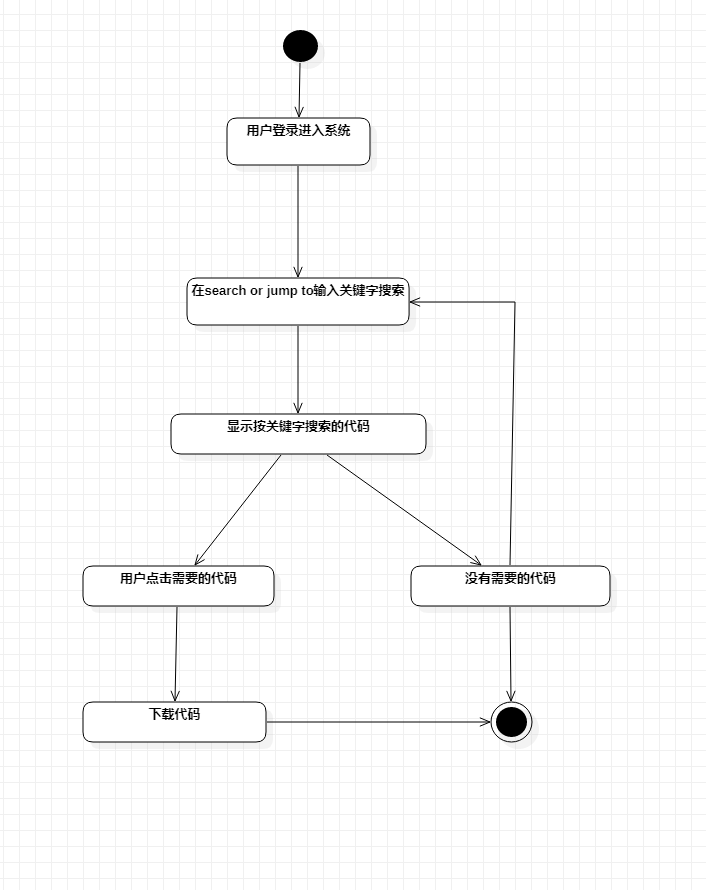 用户登录进入系统
在search or jump to输入关键字搜索
显示按关键字搜索的代码
用户点击需要的代码
没有需要的代码
下载代码